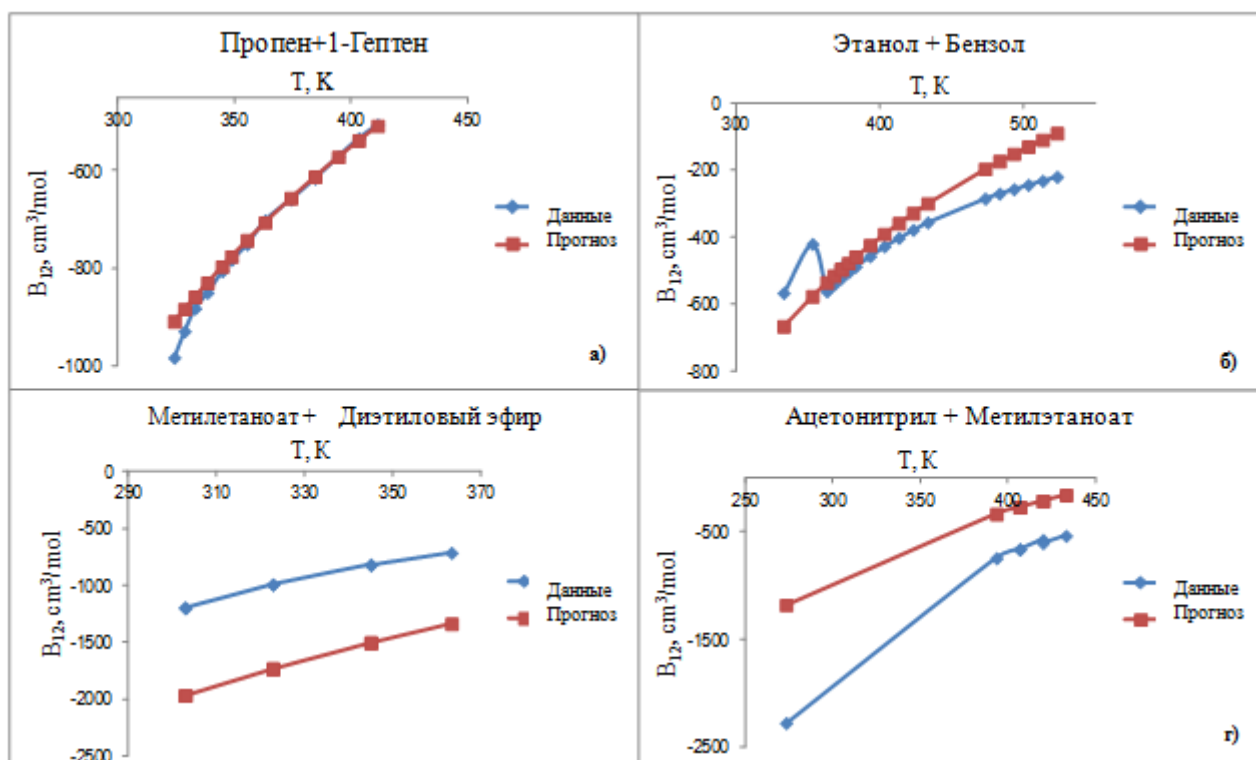 Пропен+1-Гептен
T, K
300
350
400
450
-600
-800
-1000
B12, cm³/mol
Данные
Прогноз
а)
Этанол + Бензол
T, K
0
300
400
500
-200
-400
-600
-800
B12, cm³/mol
Данные
Прогноз
б)
Метилетаноат + Диэтиловый эфир
T, K
0
290
310
330
350
370
-500
-1000
-1500
-2000
-2500
B12, cm³/mol
Данные
Прогноз
Ацетонитрил + Метилэтаноат
T, K
250
300
350
400
450
-500
-1500
-2500
B12, cm³/mol
Данные
Прогноз
г)